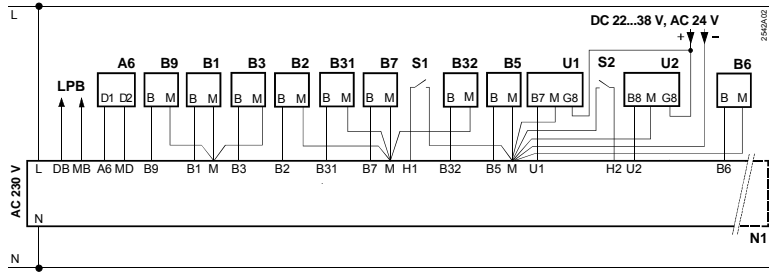 L
DC 22...38 V, AC 24 V
+ –
2542A02
LPB
A6 B9 B1 B3 B2 B31 B7 S1 B32 B5 U1 S2 U2 B6
D1 D2 B M B M B M B M B M B M B M B M B7 M G8 B8 M G8 B M
L DB MB A6 MD B9 B1 M B3 B2 B31 B7 M H1 B32 B5 M U1 H2 U2 B6
AC 230 V
N
N1
N